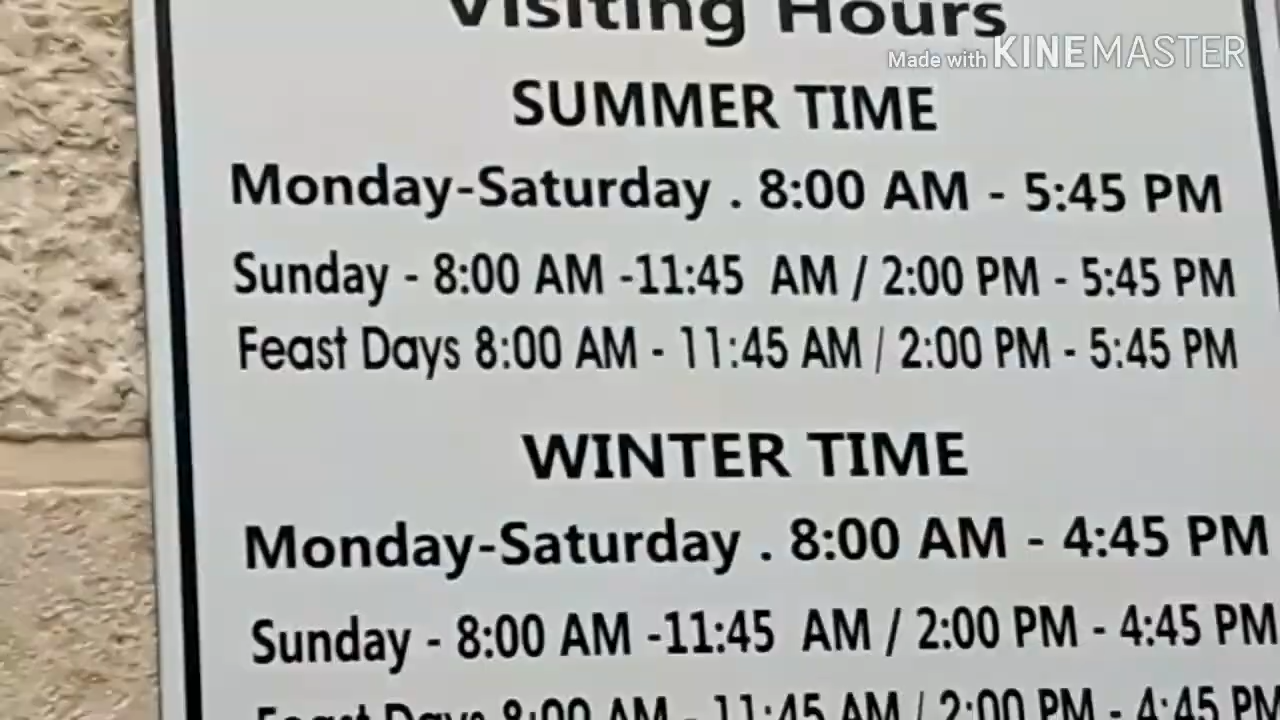 Visiting Hours
Made with KINEMASTER
SUMMER TIME
Monday-Saturday . 8:00 AM - 5:45 PM
Sunday - 8:00 AM -11:45 AM / 2:00 PM - 5:45 PM
Feast Days 8:00 AM - 11:45 AM / 2:00 PM - 5:45 PM
WINTER TIME
Monday-Saturday . 8:00 AM - 4:45 PM
Sunday - 8:00 AM -11:45 AM / 2:00 PM - 4:45 PM
Feast Days 8:00 AM - 11:45 AM / 2:00 PM - 4:45 PM